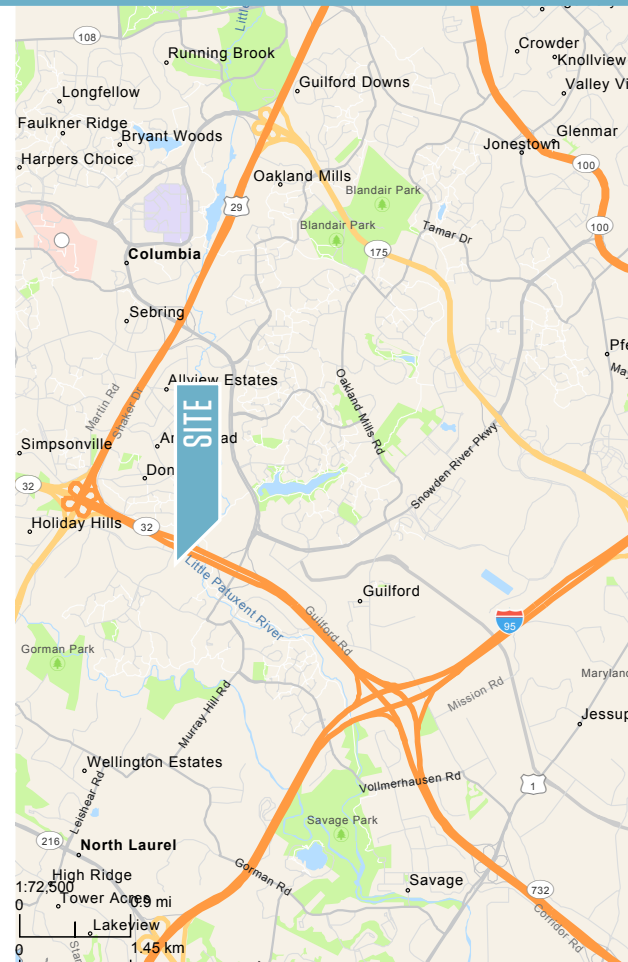 Little
108
Running Brook
Crowder
Knollview
Guilford Downs
Longfellow
Faulkner Ridge
Bryant Woods
Glenmar
Jonestown
Harpers Choice
100
Oakland Mills
Blandair Park
29
Blandair Park
100
Tamar Dr
Columbia
175
Sebring
Martin Rd
Shaker Dr
Allview Estates
Oakland Mills Rd
SITE
Simpsonville
Snowden River Pkwy
32
Holiday Hills
32
Little Patuxent River
Guilford
Guilford Rd
95
Gorman Park
Mission Rd
Maryland
Jessup
Murray Hill Rd
Wellington Estates
Vollmerhausen Rd
1
Leishear Rd
Savage Park
216
North Laurel
High Ridge
Gorman Rd
Savage
732
1:72,500
Tower Acres
0
0.9 mi
Lakeview
Corridor Rd
0
1.45 km